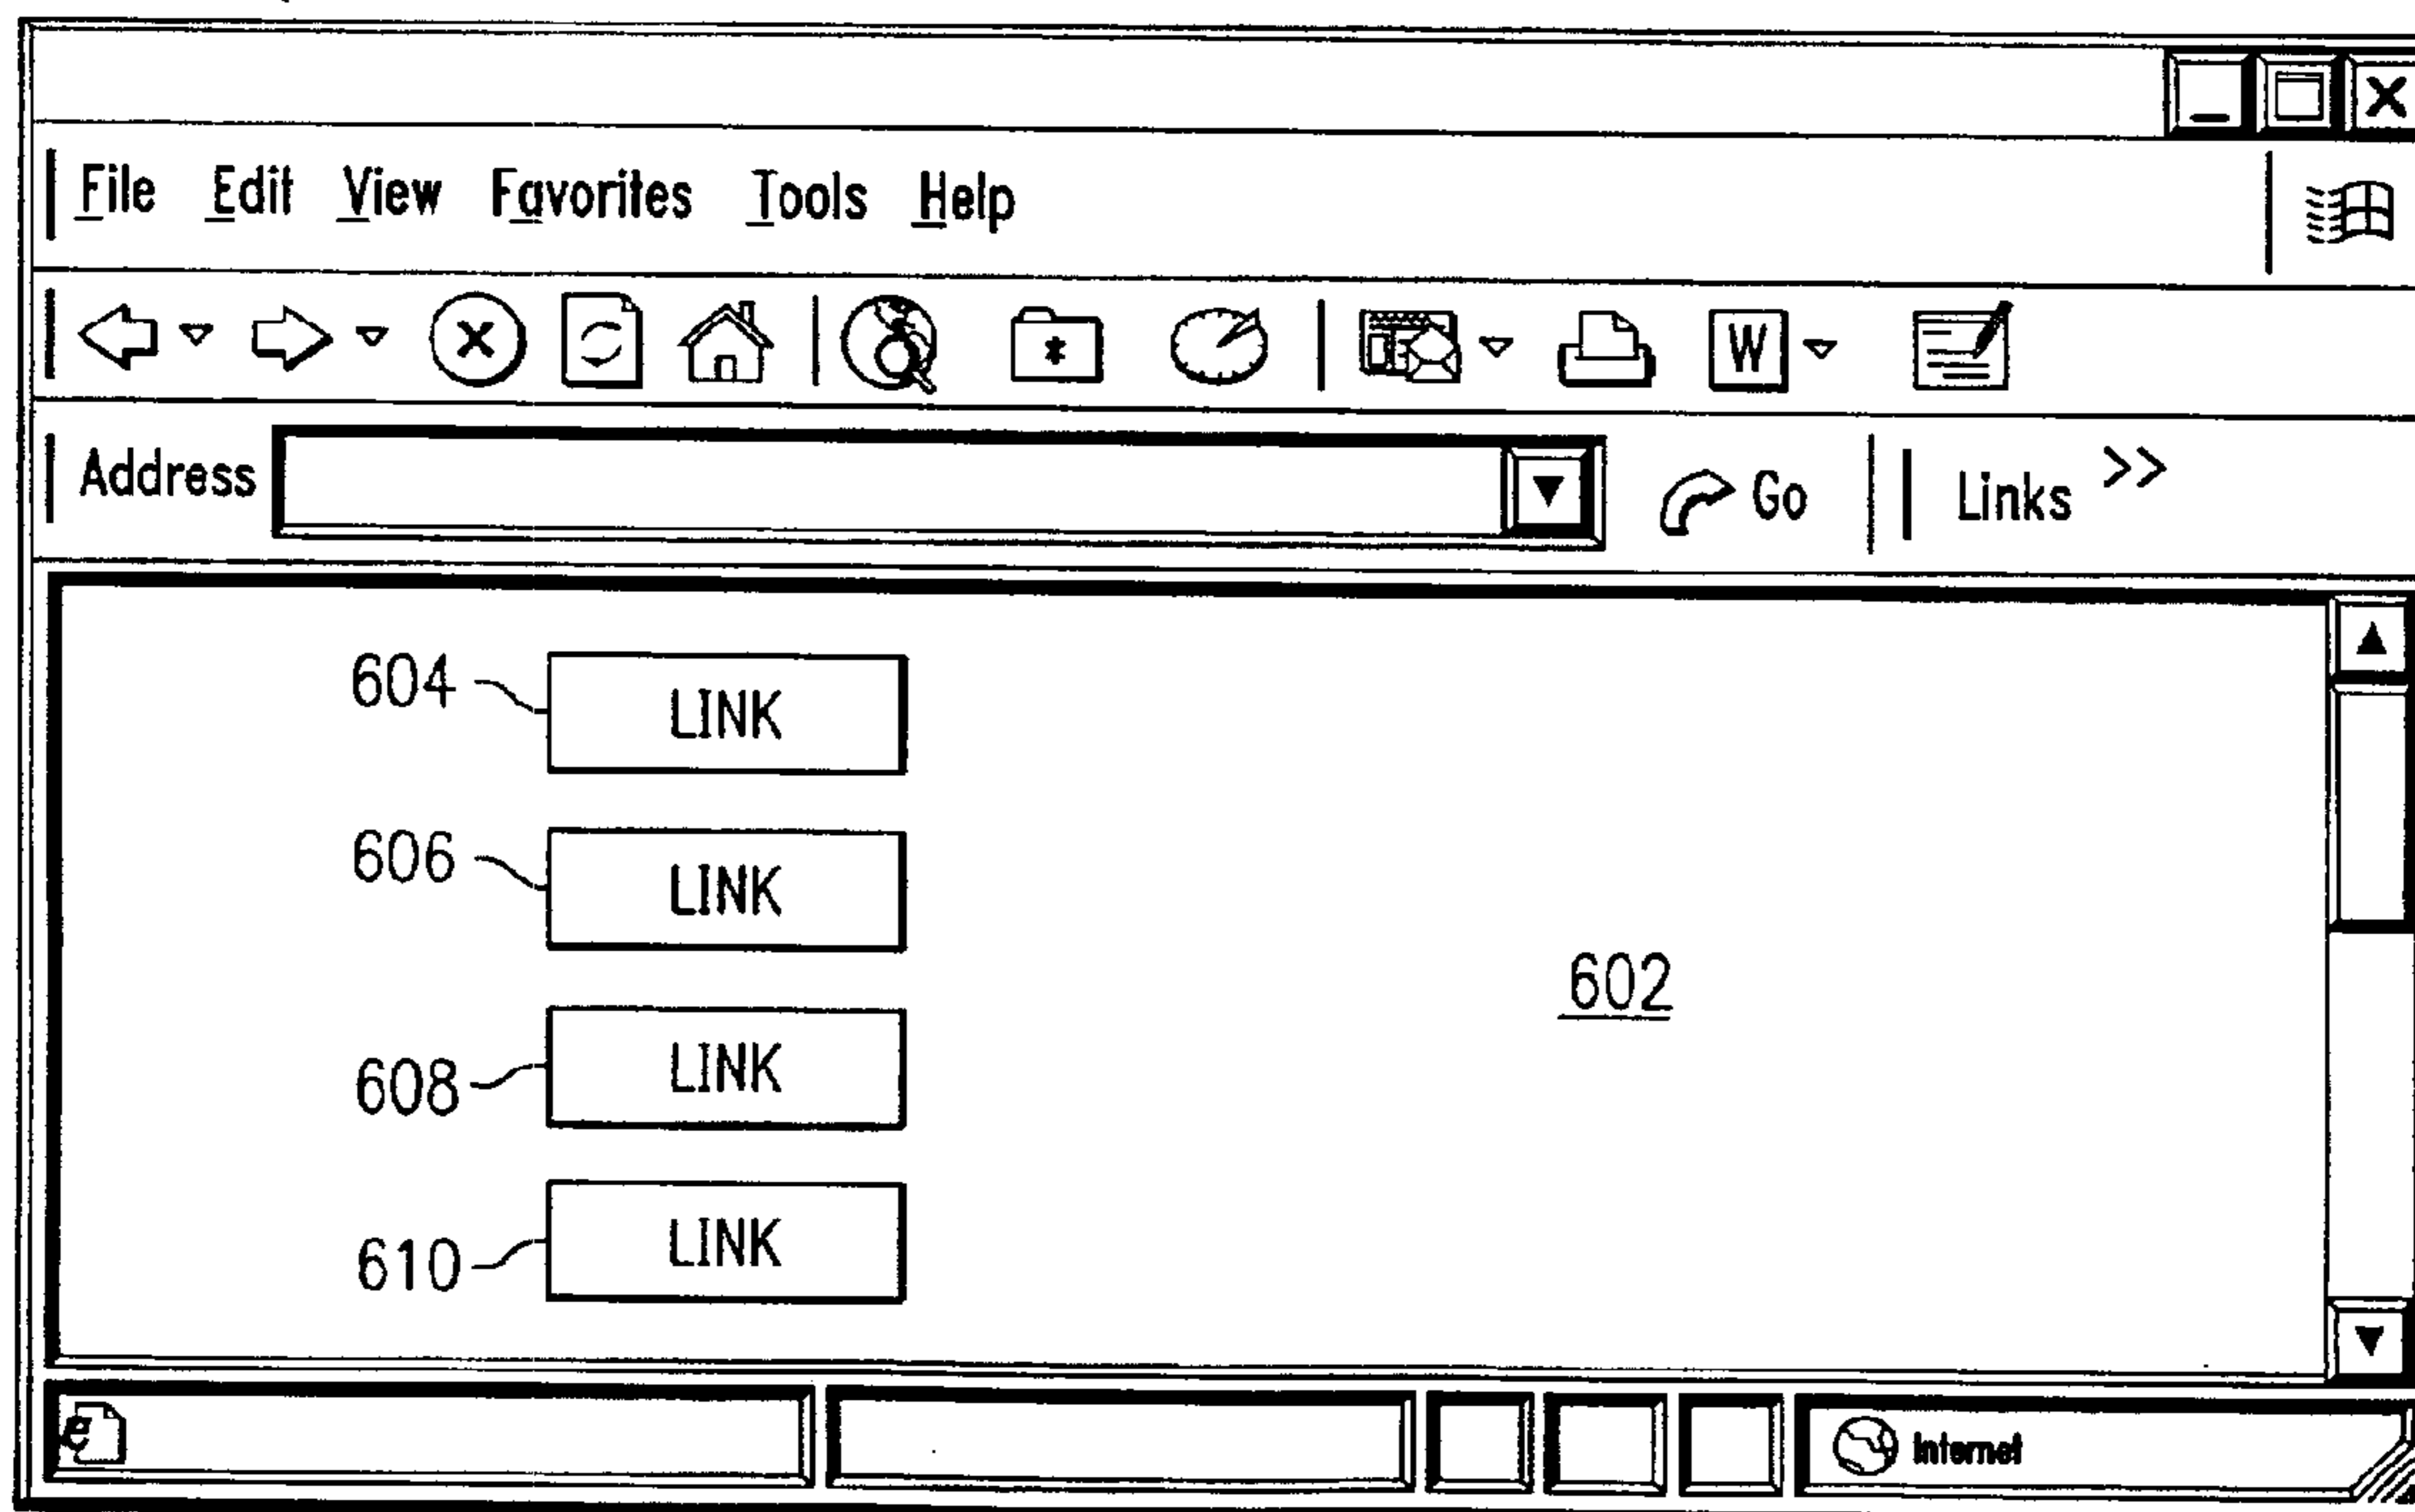 File Edit View Favorites Tools Help
W
Address Go Links >>
604 LINK
606 LINK
602
608 LINK
610 LINK
e Internet